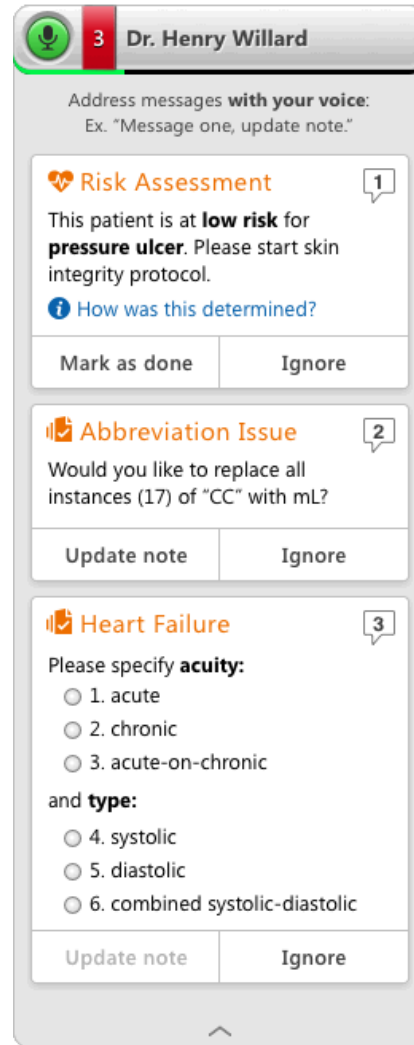 3 Dr. Henry Willard
Address messages with your voice:
Ex. “Message one, update note.”
Risk Assessment 1
This patient is at low risk for
pressure ulcer. Please start skin
integrity protocol.
i How was this determined?
Mark as done Ignore
Abbreviation Issue 2
Would you like to replace all
instances (17) of “CC” with mL?
Update note Ignore
Heart Failure 3
Please specify acuity:
1. acute
2. chronic
3. acute-on-chronic
and type:
4. systolic
5. diastolic
6. combined systolic-diastolic
Update note Ignore